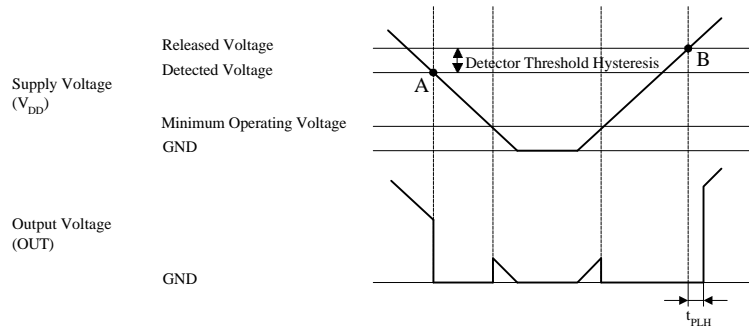 Released Voltage
Detected Voltage
Detector Threshold Hysteresis
A
B
Supply Voltage
(VDD)
Minimum Operating Voltage
GND
Output Voltage
(OUT)
GND
tPLH